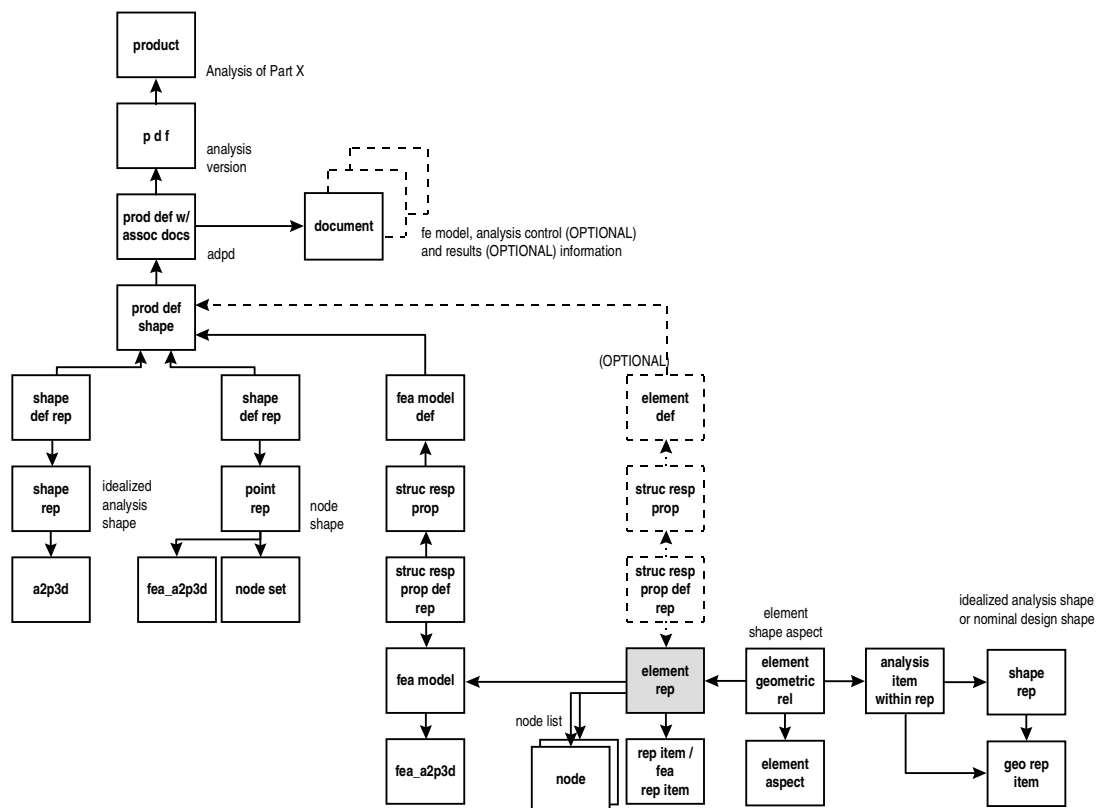 product
Analysis of Part X
p d f
analysis
version
prod def w/
assoc docs
adpd
document
fe model, analysis control (OPTIONAL)
and results (OPTIONAL) information
prod def
shape
(OPTIONAL)
shape
def rep
shape
def rep
fea model
def
element
def
shape
rep
idealized
analysis
shape
point
rep
node
shape
struc resp
prop
struc resp
prop
a2p3d
fea_a2p3d
node set
struc resp
prop def
rep
struc resp
prop def
rep
element
shape aspect
idealized analysis shape
or nominal design shape
fea model
element
rep
element
geometric
rel
analysis
item
within rep
shape
rep
node list
fea_a2p3d
node
rep item /
fea
rep item
element
aspect
geo rep
item